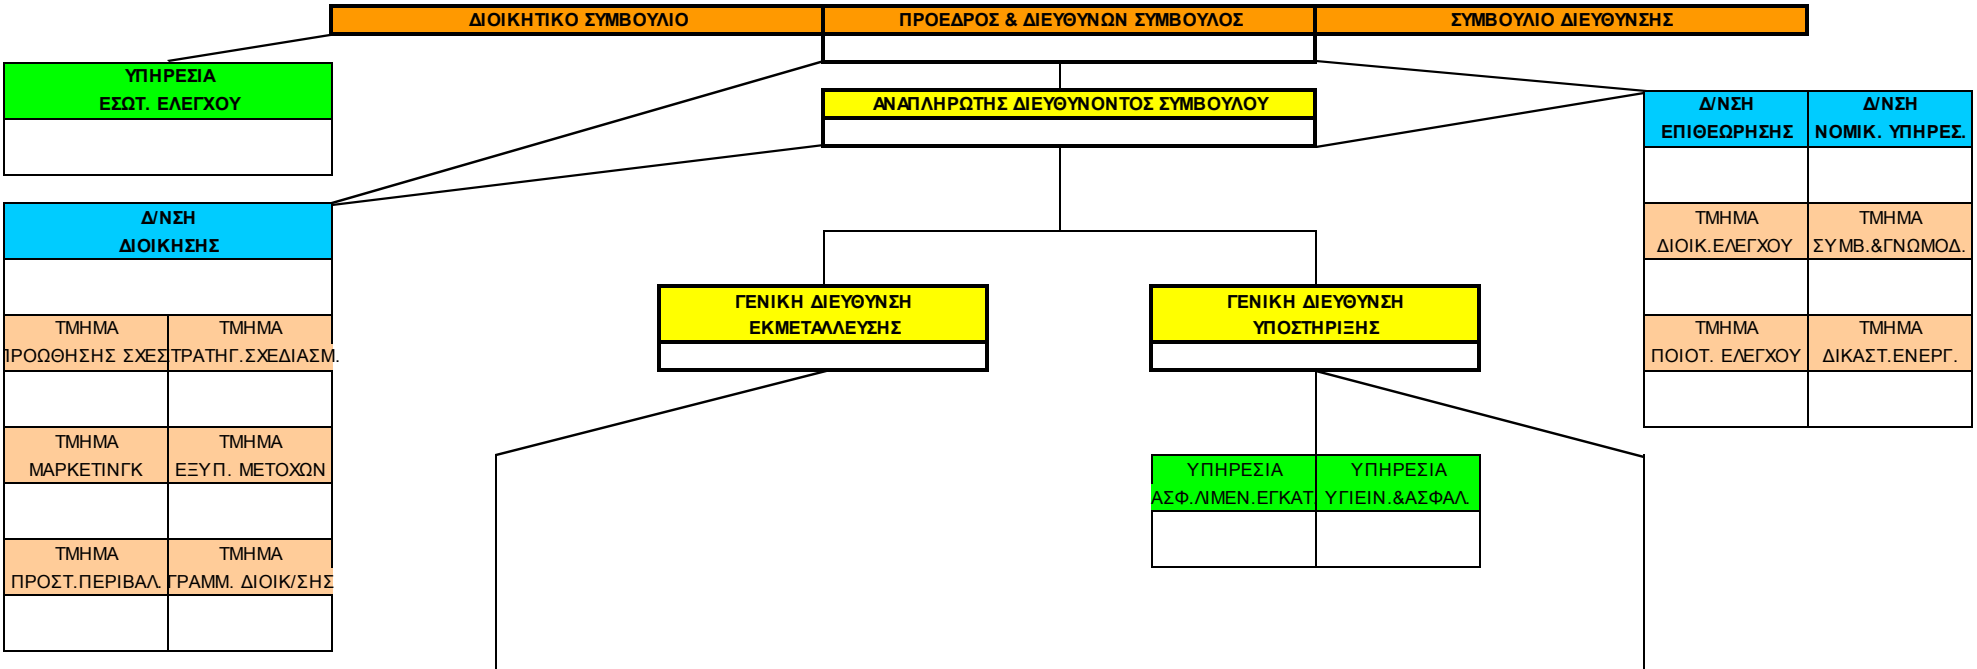 ΔΙΟΙΚΗΤΙΚΟ ΣΥΜΒΟΥΛΙΟ
ΠΡΟΕΔΡΟΣ & ΔΙΕΥΘΥΝΩΝ ΣΥΜΒΟΥΛΟΣ
ΣΥΜΒΟΥΛΙΟ ΔΙΕΥΘΥΝΣΗΣ
ΥΠΗΡΕΣΙΑ
ΕΣΩΤ. ΕΛΕΓΧΟΥ
ΑΝΑΠΛΗΡΩΤΗΣ ΔΙΕΥΘΥΝΟΝΤΟΣ ΣΥΜΒΟΥΛΟΥ
Δ/ΝΣΗ
ΕΠΙΘΕΩΡΗΣΗΣ
Δ/ΝΣΗ
ΝΟΜΙΚ. ΥΠΗΡΕΣ.
Δ/ΝΣΗ
ΔΙΟΙΚΗΣΗΣ
ΤΜΗΜΑ
ΔΙΟΙΚ.ΕΛΕΓΧΟΥ
ΤΜΗΜΑ
ΣΥΜΒ.&ΓΝΩΜΟΔ.
ΓΕΝΙΚΗ ΔΙΕΥΘΥΝΣΗ
ΕΚΜΕΤΑΛΛΕΥΣΗΣ
ΓΕΝΙΚΗ ΔΙΕΥΘΥΝΣΗ
ΥΠΟΣΤΗΡΙΞΗΣ
ΤΜΗΜΑ
ΠΡΟΩΘΗΣΗΣ ΣΧΕΣ
ΤΜΗΜΑ
ΤΡΑΤΗΓ.ΣΧΕΔΙΑΣΜ.
ΤΜΗΜΑ
ΠΟΙΟΤ. ΕΛΕΓΧΟΥ
ΤΜΗΜΑ
ΔΙΚΑΣΤ.ΕΝΕΡΓ.
ΤΜΗΜΑ
ΜΑΡΚΕΤΙΝΓΚ
ΤΜΗΜΑ
ΕΞΥΠ. ΜΕΤΟΧΩΝ
ΥΠΗΡΕΣΙΑ
ΑΣΦ.ΛΙΜΕΝ.ΕΓΚΑΤ.
ΥΠΗΡΕΣΙΑ
ΥΓΙΕΙΝ.&ΑΣΦΑΛ.
ΤΜΗΜΑ
ΠΡΟΣΤ.ΠΕΡΙΒΑΛ.
ΤΜΗΜΑ
ΓΡΑΜΜ. ΔΙΟΙΚ/ΣΗΣ